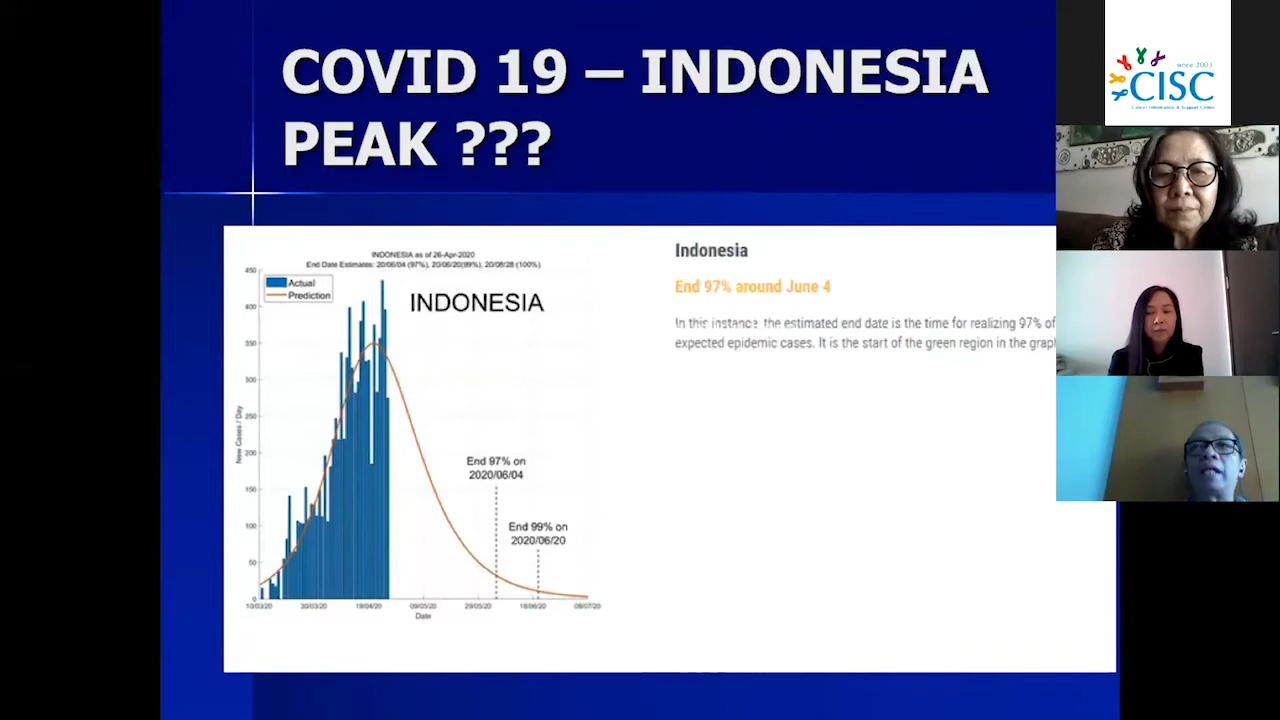 COVID 19 – INDONESIA
PEAK ???
since 2003
CISC
Cancer Information & Support Center
INDONESIA as of 26-Apr-2020
End Date Estimates: 20/06/04 (97%), 20/06/20(99%), 20/08/28 (100%)
Actual
Prediction
INDONESIA
450
400
350
300
250
200
150
100
50
0
New Cases / Day
End 97% on
2020/06/04
End 99% on
2020/06/20
10/03/20 30/03/20 19/04/20 09/05/20 29/05/20 18/06/20 08/07/20
Date
Indonesia
End 97% around June 4
In this instance, the estimated end date is the time for realizing 97% of
expected epidemic cases. It is the start of the green region in the grap